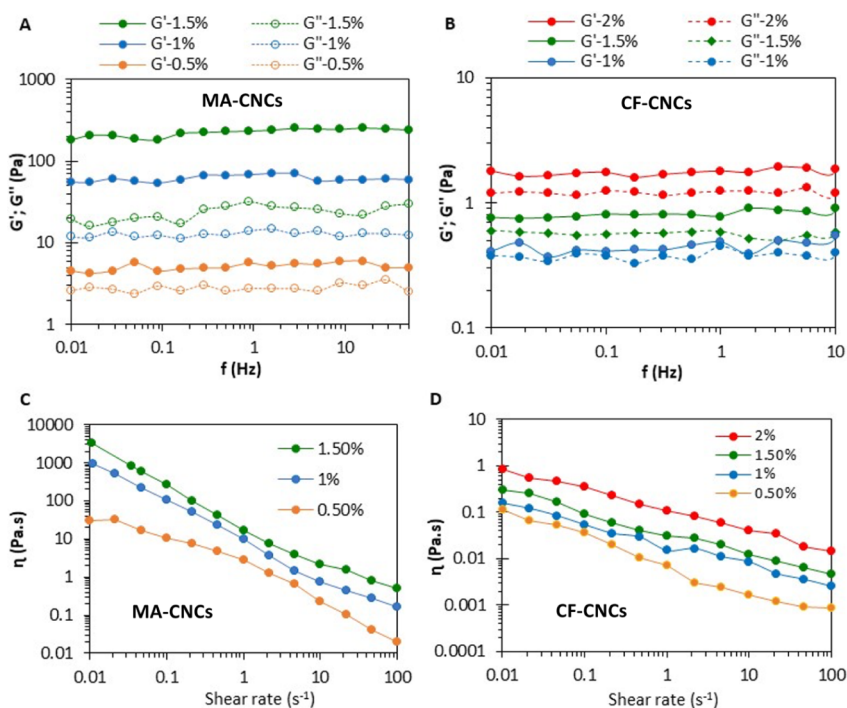 A
G'-1.5%
G''-1.5%
G'-1%
G''-1%
G'-0.5%
G''-0.5%
MA-CNCs
1000
100
10
1
G'; G'' (Pa)
0.01
0.1
1
10
f (Hz)
B
G'-2%
G''-2%
G'-1.5%
G''-1.5%
G'-1%
G''-1%
CF-CNCs
10
1
0.1
G'; G'' (Pa)
0.01
0.1
1
10
f (Hz)
C
10000
1000
100
10
1
0.1
0.01
η (Pa.s)
1.50%
1%
0.50%
MA-CNCs
0.01
0.1
1
10
100
Shear rate (s⁻¹)
D
10
1
0.1
0.01
0.001
0.0001
η (Pa.s)
2%
1.50%
1%
0.50%
CF-CNCs
0.01
0.1
1
10
100
Shear rate (s⁻¹)